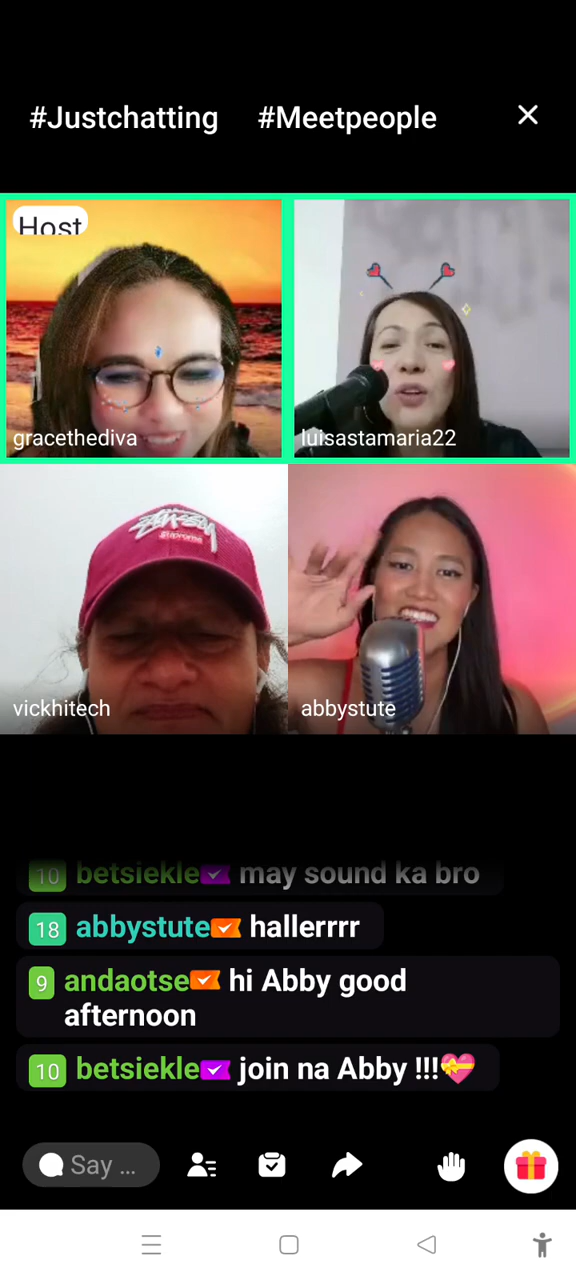 #Justchatting #Meetpeople
Host
gracethediva
luisastamaria22
vickhitech
abbystute
10 betsiekle may sound ka bro
18 abbystute hallerrrr
9 andaotse hi Abby good
afternoon
10 betsiekle join na Abby !!!💝
Say ...